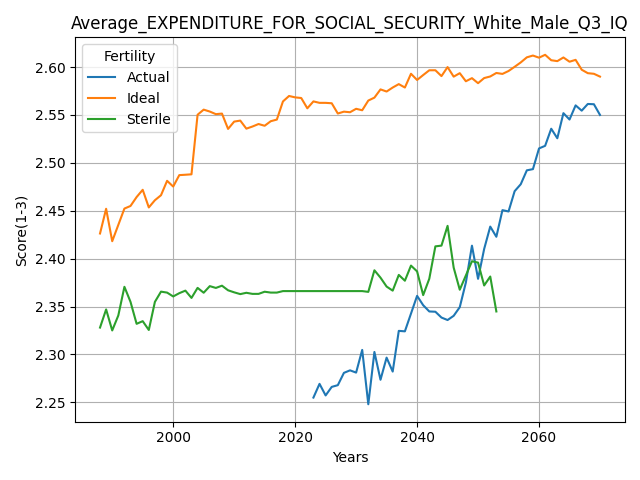 Average_EXPENDITURE_FOR_SOCIAL_SECURITY_White_Male_Q3_IQ
Fertility
Actual
Ideal
Sterile
Score(1-3)
2.60
2.55
2.50
2.45
2.40
2.35
2.30
2.25
2000
2020
2040
2060
Years